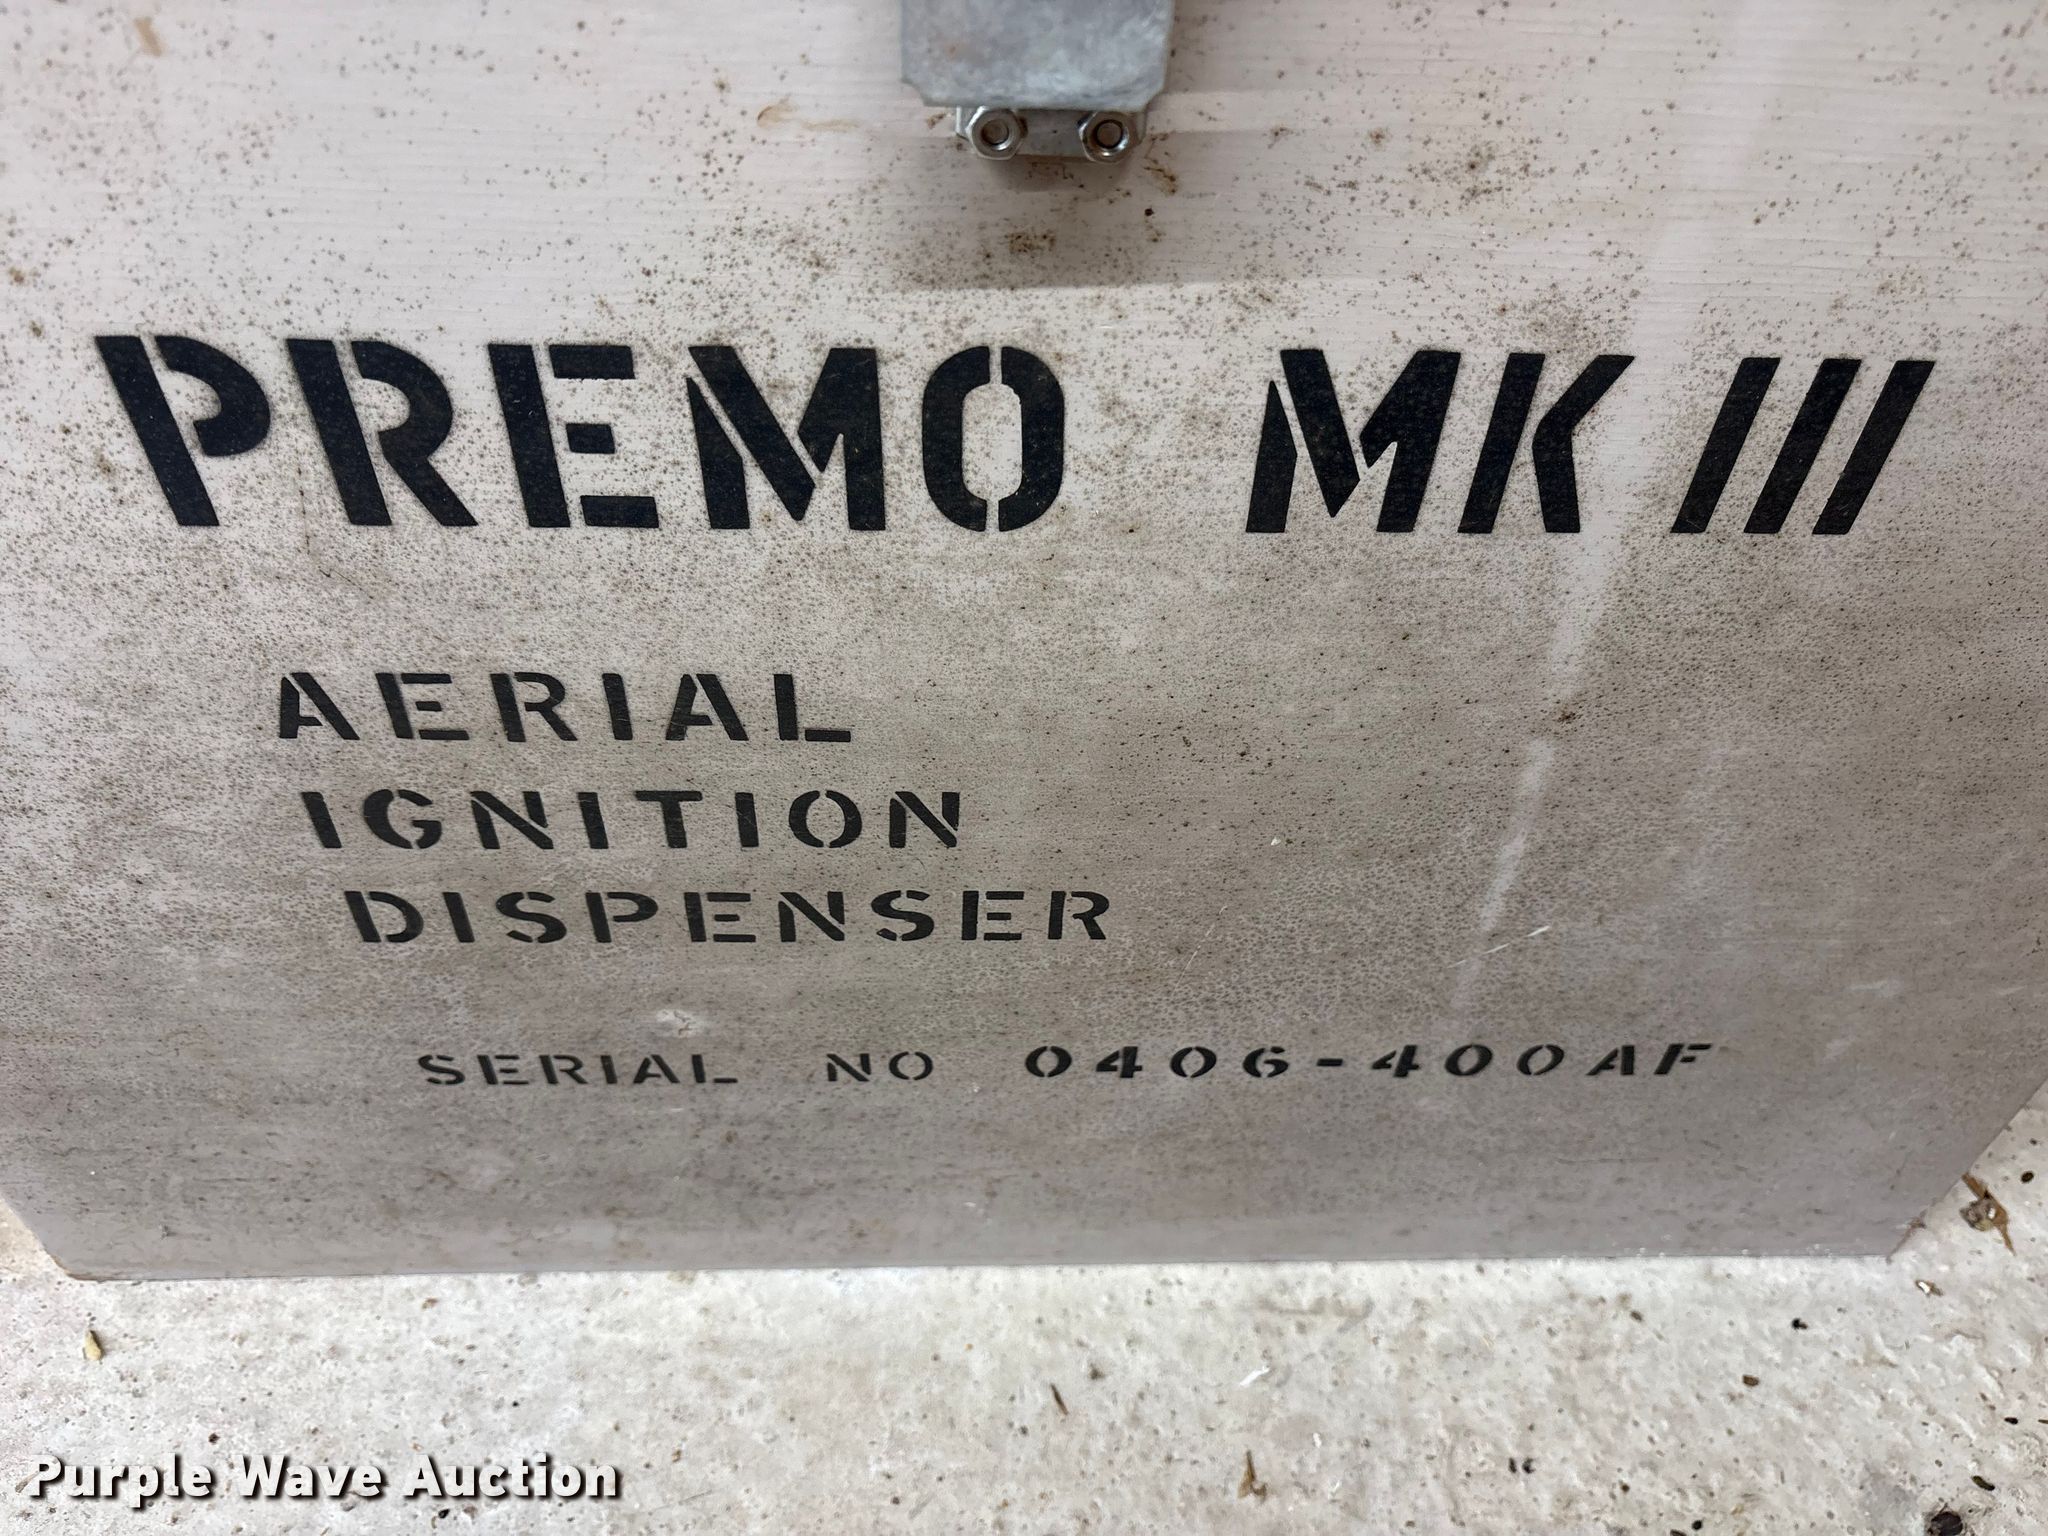 PREMO MK III
AERIAL
IGNITION
DISPENSER
SERIAL NO 0406-400AF
Purple Wave Auction